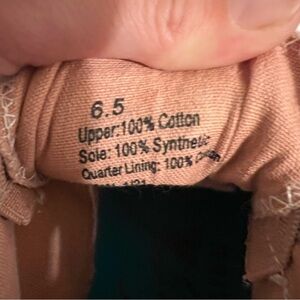 6.5
Upper:100% Cotton
Sole: 100% Synthetic
Quarter Lining: 100%